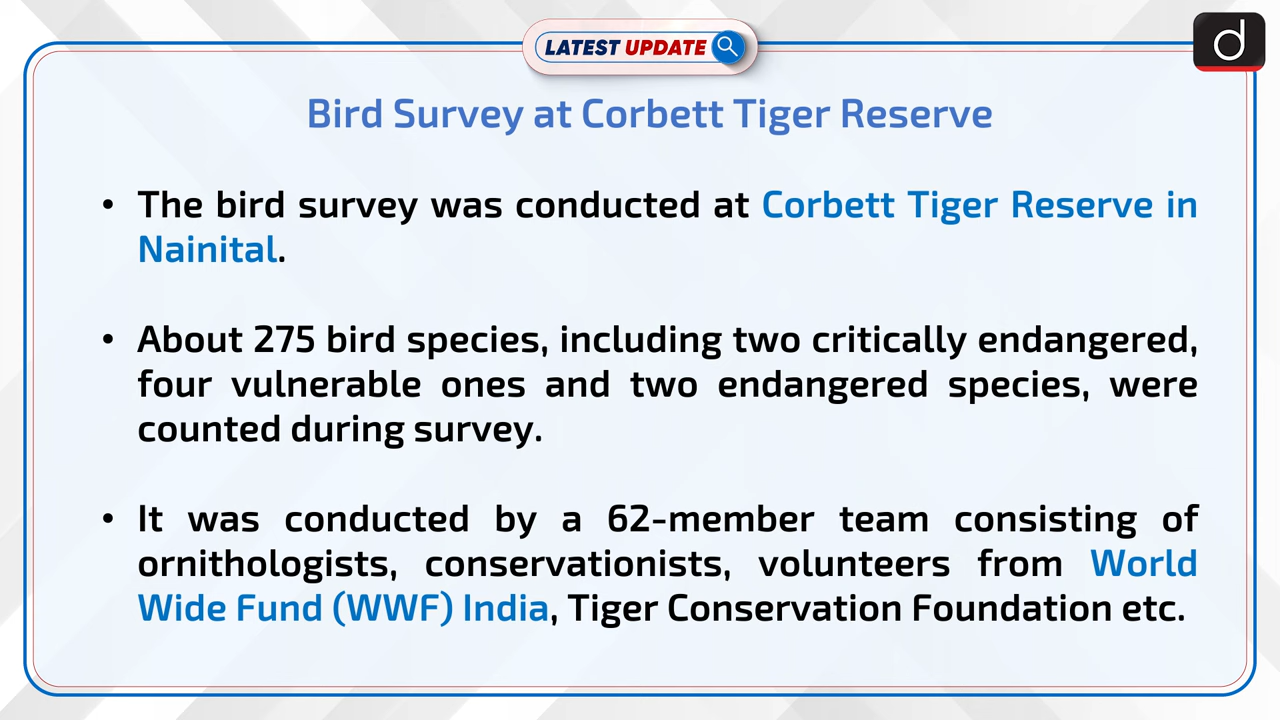 LATEST UPDATE
d
Bird Survey at Corbett Tiger Reserve
• The bird survey was conducted at Corbett Tiger Reserve in
Nainital.
• About 275 bird species, including two critically endangered,
four vulnerable ones and two endangered species, were
counted during survey.
• It was conducted by a 62-member team consisting of
ornithologists, conservationists, volunteers from World
Wide Fund (WWF) India, Tiger Conservation Foundation etc.